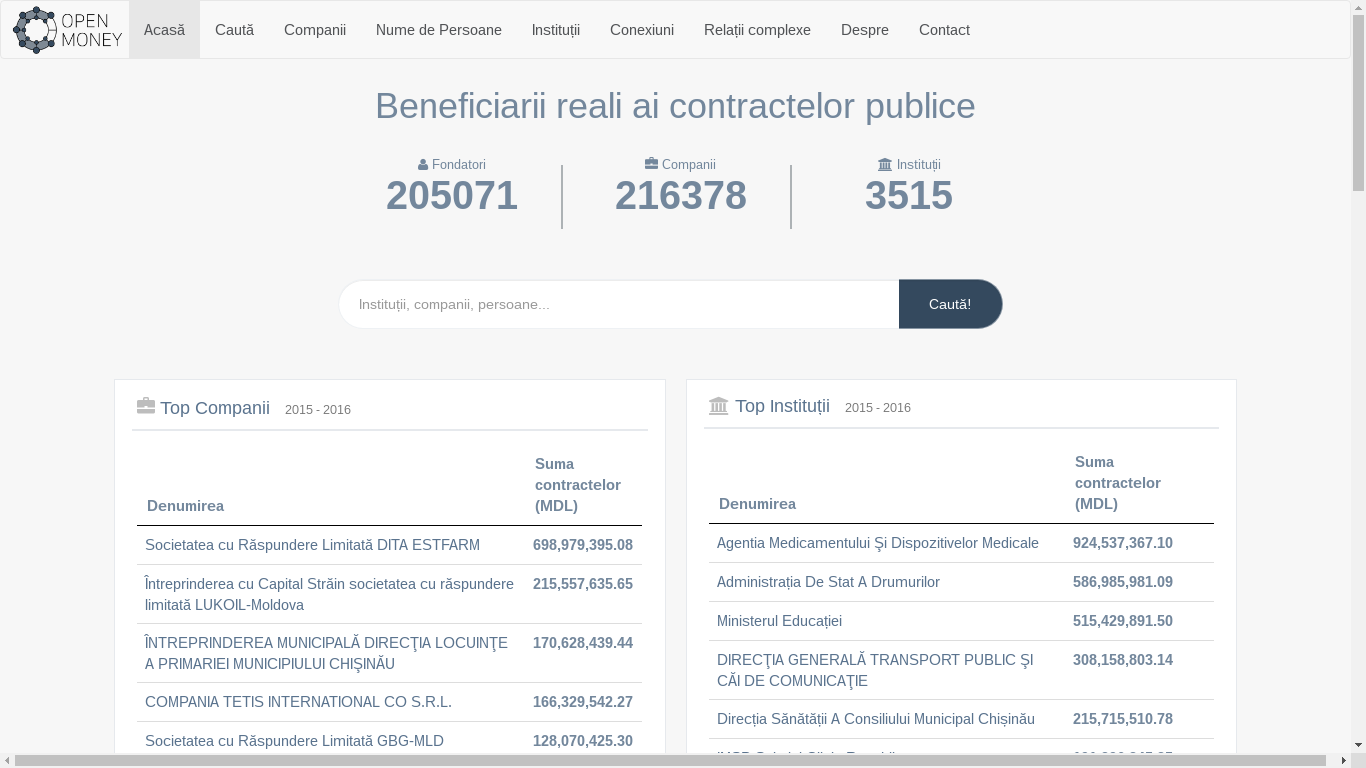 OPEN
MONEY
Acasă
Caută
Companii
Nume de Persoane
Instituții
Conexiuni
Relații complexe
Despre
Contact
Beneficiarii reali ai contractelor publice
Fondatori
205071
Companii
216378
Instituții
3515
Instituții, companii, persoane...
Caută!
Top Companii 2015 - 2016
Denumirea
Suma
contractelor
(MDL)
Societatea cu Răspundere Limitată DITA ESTFARM 698,979,395.08
Întreprinderea cu Capital Străin societatea cu răspundere 215,557,635.65
limitată LUKOIL-Moldova
ÎNTREPRINDEREA MUNICIPALĂ DIRECŢIA LOCUINŢE 170,628,439.44
A PRIMARIEI MUNICIPIULUI CHIŞINĂU
COMPANIA TETIS INTERNATIONAL CO S.R.L. 166,329,542.27
Societatea cu Răspundere Limitată GBG-MLD 128,070,425.30
Top Instituții 2015 - 2016
Denumirea
Suma
contractelor
(MDL)
Agentia Medicamentului Şi Dispozitivelor Medicale 924,537,367.10
Administrația De Stat A Drumurilor 586,985,981.09
Ministerul Educației 515,429,891.50
DIRECŢIA GENERALĂ TRANSPORT PUBLIC ŞI 308,158,803.14
CĂI DE COMUNICAŢIE
Direcția Sănătății A Consiliului Municipal Chișinău 215,715,510.78